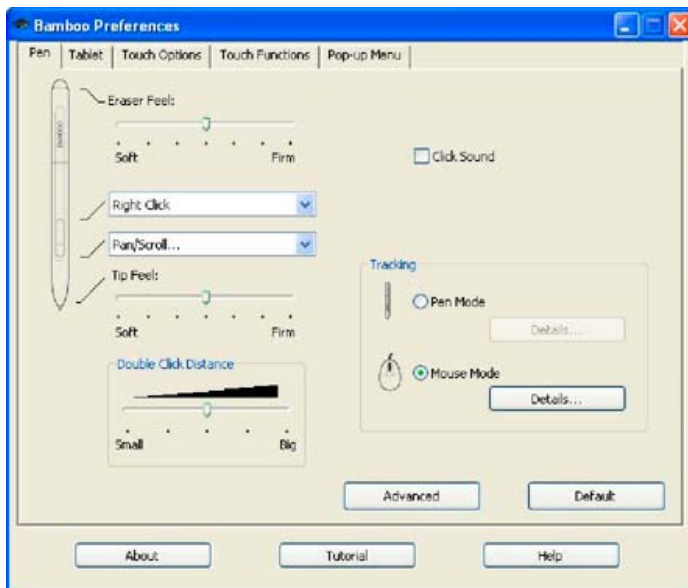 Bamboo Preferences
Pen Tablet Touch Options Touch Functions Pop-up Menu
BAMBOO
Eraser Feel:
Soft Firm
Click Sound
Right Click
Pan/Scroll...
Tip Feel:
Soft Firm
Tracking
Pen Mode
Details...
Mouse Mode
Details...
Double Click Distance
Small Big
Advanced Default
About Tutorial Help